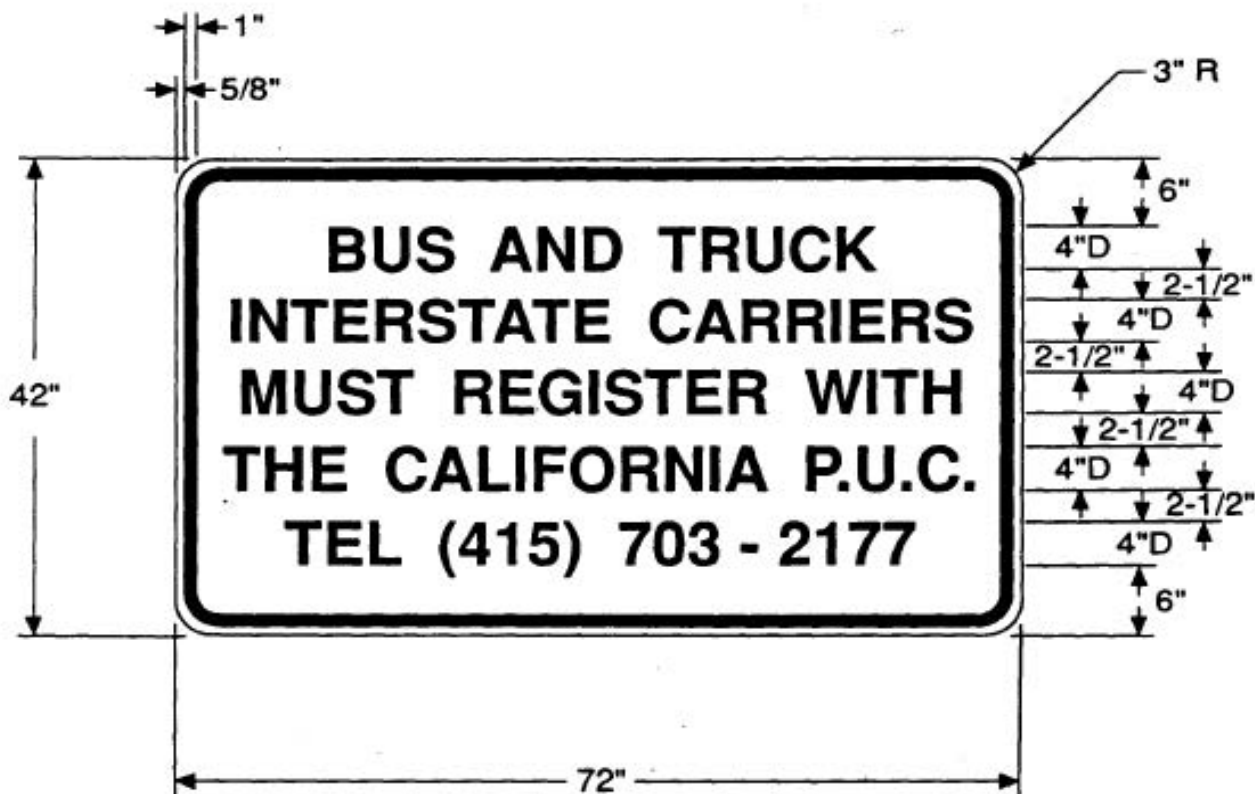 1"
5/8"
3" R
6"
BUS AND TRUCK
4"D
2-1/2"
INTERSTATE CARRIERS
4"D
2-1/2"
42"
MUST REGISTER WITH
4"D
2-1/2"
THE CALIFORNIA P.U.C.
4"D
2-1/2"
TEL (415) 703 - 2177
4"D
6"
72"